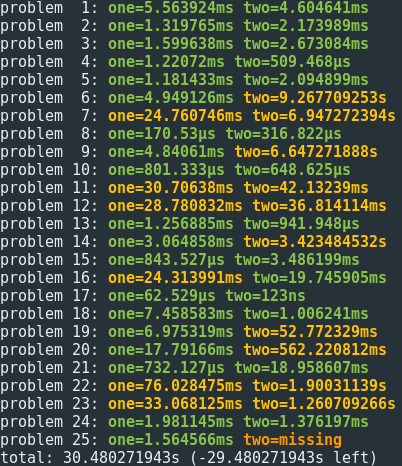 problem  1: one=5.563924ms two=4.604641ms
problem  2: one=1.319765ms two=2.173989ms
problem  3: one=1.599638ms two=2.673084ms
problem  4: one=1.22072ms two=509.468µs
problem  5: one=1.181433ms two=2.094899ms
problem  6: one=4.949126ms two=9.267709253s
problem  7: one=24.760746ms two=6.947272394s
problem  8: one=170.53µs two=316.822µs
problem  9: one=4.84061ms two=6.647271888s
problem 10: one=801.333µs two=648.625µs
problem 11: one=30.70638ms two=42.13239ms
problem 12: one=28.780832ms two=36.814114ms
problem 13: one=1.256885ms two=941.948µs
problem 14: one=3.064858ms two=3.423484532s
problem 15: one=843.527µs two=3.486199ms
problem 16: one=24.313991ms two=19.745905ms
problem 17: one=62.529µs two=123ns
problem 18: one=7.458583ms two=1.006241ms
problem 19: one=6.975319ms two=52.772329ms
problem 20: one=17.79166ms two=562.220812ms
problem 21: one=732.127µs two=18.958607ms
problem 22: one=76.028475ms two=1.90031139s
problem 23: one=33.068125ms two=1.260709266s
problem 24: one=1.981145ms two=1.376197ms
problem 25: one=1.564566ms two=missing
total: 30.480271943s (-29.480271943s left)